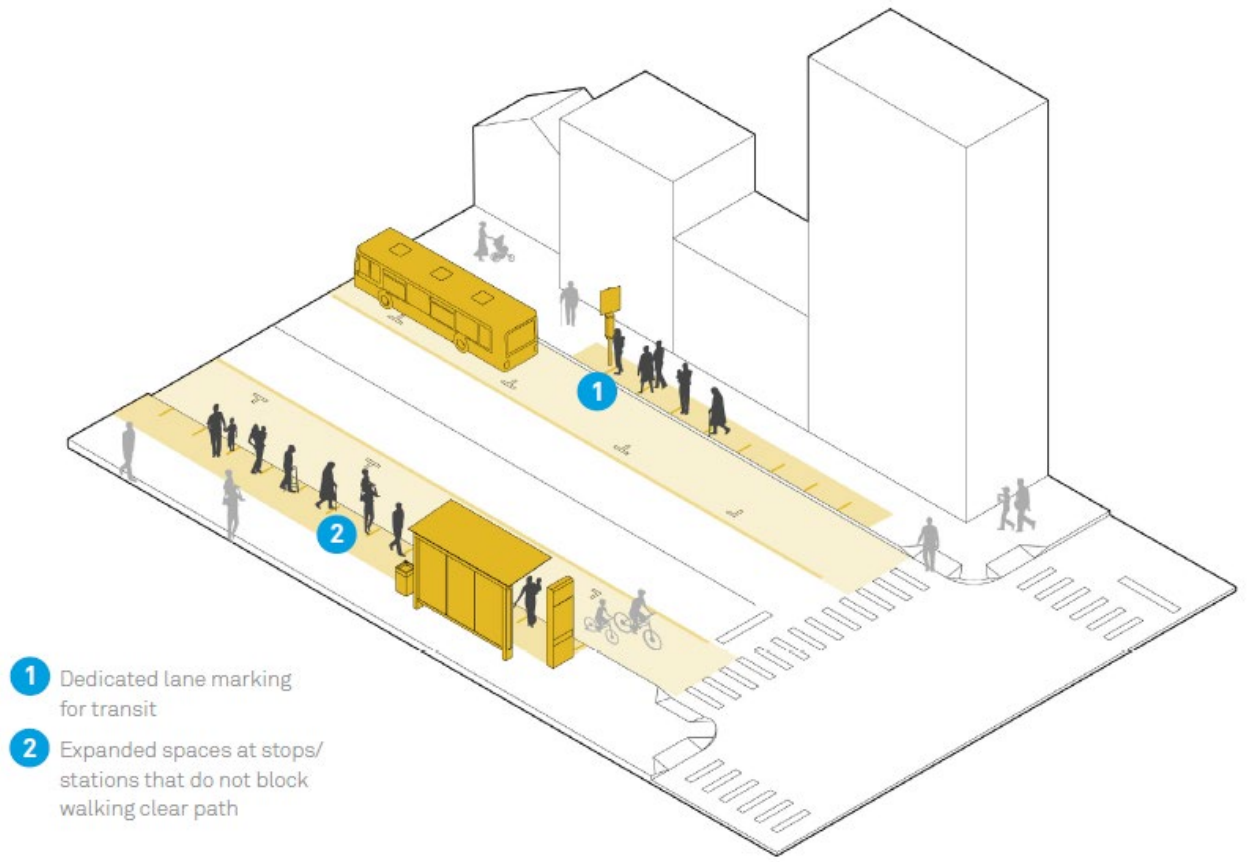 1
2
1 Dedicated lane marking
for transit
2 Expanded spaces at stops/
stations that do not block
walking clear path